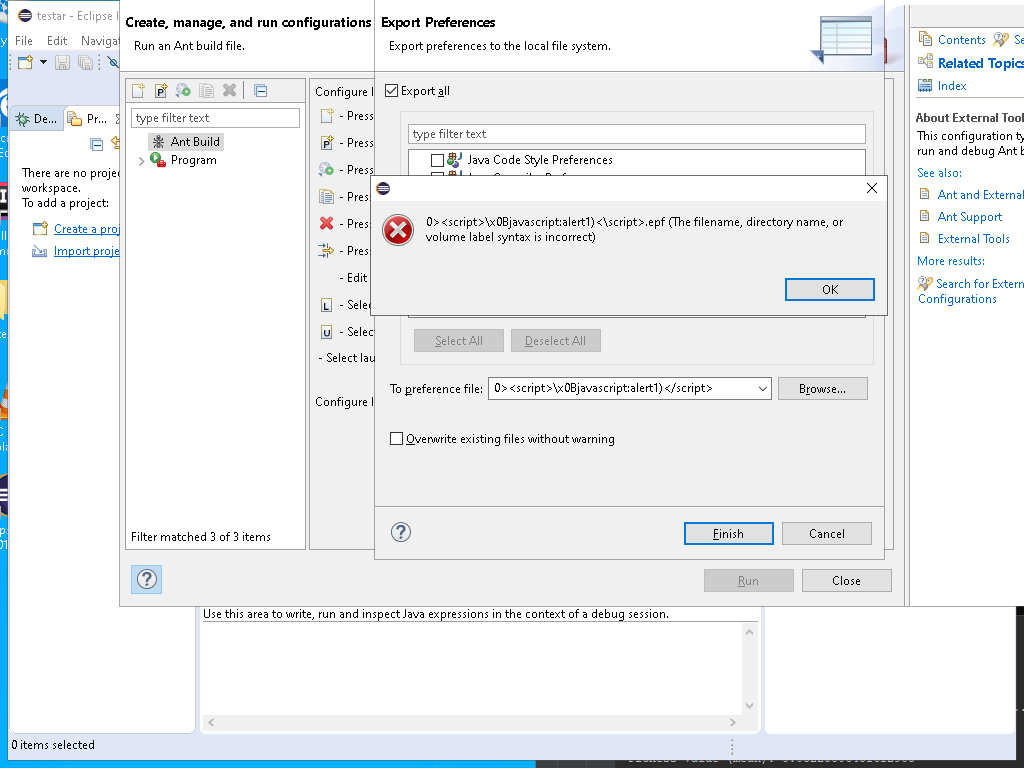 testar - Eclipse I
File Edit Navigat
De...
Pr...
There are no proje
workspace.
To add a project:
Create a proj
Import proje
0 items selected
Create, manage, and run configurations
Run an Ant build file.
type filter text
Ant Build
Program
Filter matched 3 of 3 items
Configure l
- Press
- Press
- Press
- Press
- Press
- Press
- Edit
L - Selec
U - Selec
- Select lau
Configure l
Run
Close
Export Preferences
Export preferences to the local file system.
Export all
type filter text
Java Code Style Preferences
0><script>\x0Bjavascript:alert1)<\script>.epf (The filename, directory name, or
volume label syntax is incorrect)
OK
Select All
Deselect All
To preference file:
0><script>\x0Bjavascript:alert1)</script>
Browse...
Overwrite existing files without warning
Finish
Cancel
Use this area to write, run and inspect Java expressions in the context of a debug session.
Contents
Se
Related Topics
Index
About External Tool
This configuration ty
run and debug Ant b
See also:
Ant and External
Ant Support
External Tools
More results:
Search for Extern
Configurations